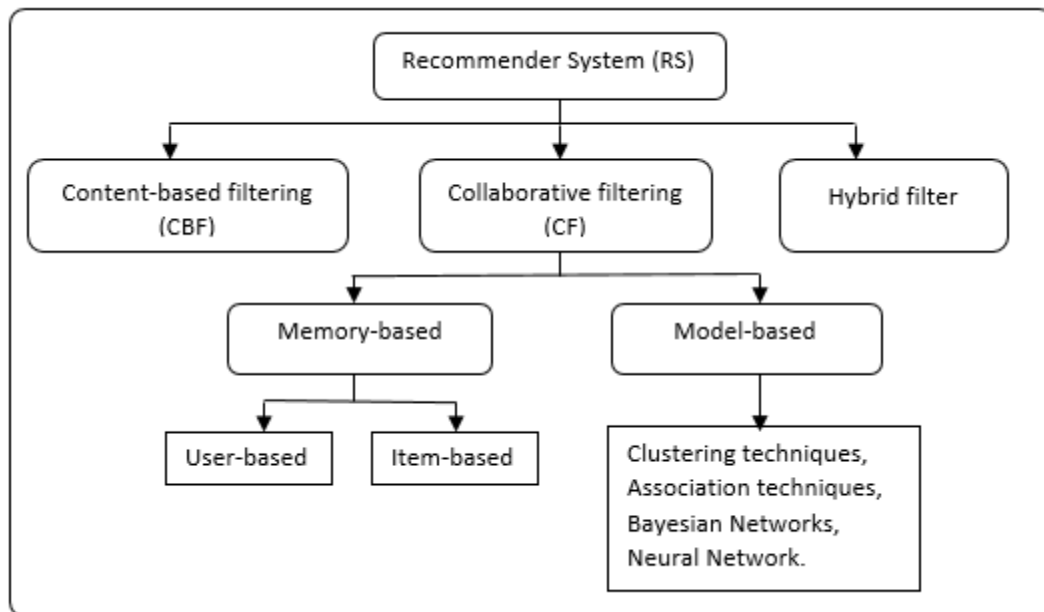 Recommender System (RS)
Content-based filtering
(CBF)
Collaborative filtering
(CF)
Hybrid filter
Memory-based
Model-based
User-based
Item-based
Clustering techniques,
Association techniques,
Bayesian Networks,
Neural Network.